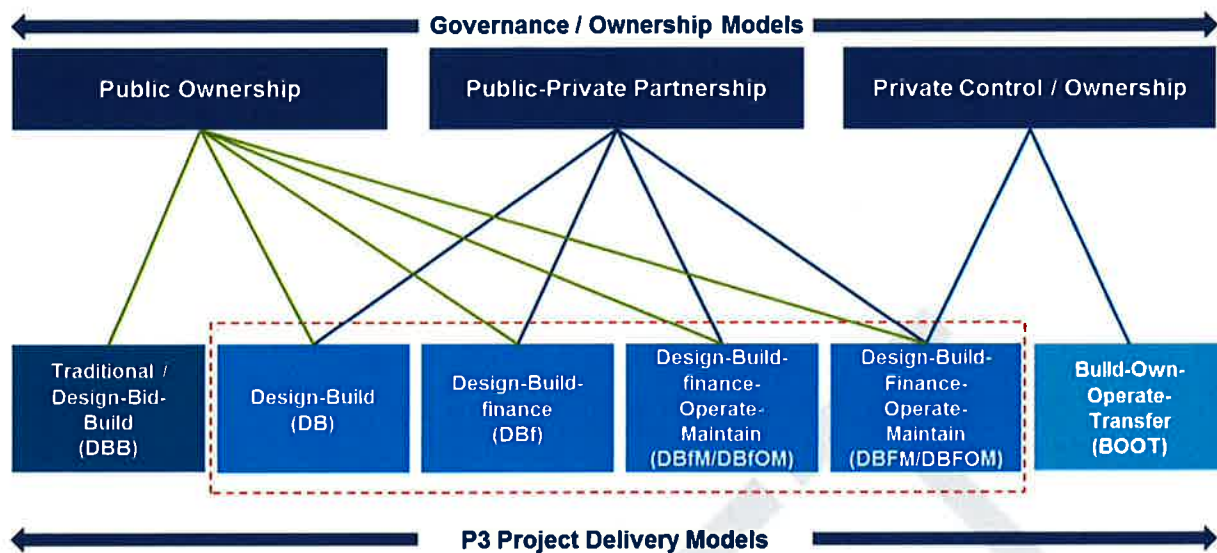 Governance / Ownership Models
Public Ownership
Public-Private Partnership
Private Control / Ownership
Traditional /
Design-Bid-
Build
(DBB)
Design-Build
(DB)
Design-Build-
finance
(DBf)
Design-Build-
finance-
Operate-
Maintain
(DBfM/DBfOM)
Design-Build-
Finance-
Operate-
Maintain
(DBFM/DBFOM)
Build-Own-
Operate-
Transfer
(BOOT)
P3 Project Delivery Models